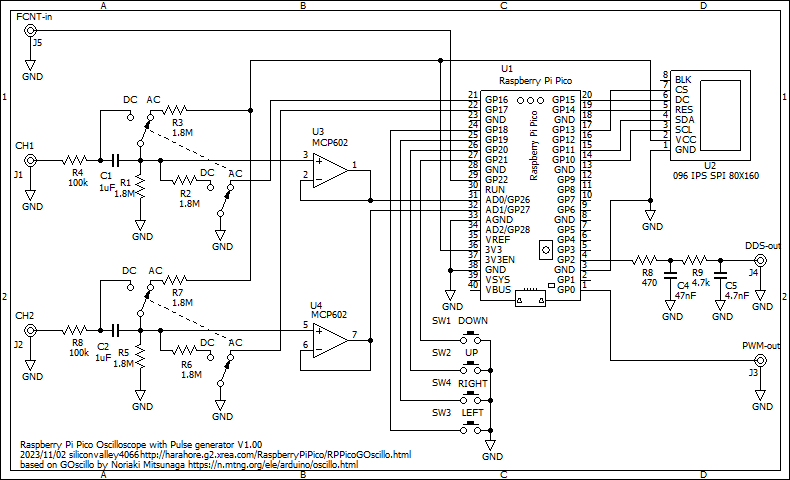 A B C D
FCNT-in
J5
GND
1
DC AC
R3
1.8M
CH1
J1
GND
R4
100k
C1
1uF
R1
1.8M
GND
R2
1.8M
DC AC
GND
U3
MCP602
3
2
1
U1
Raspberry Pi Pico
Raspberry Pi Pico
21 GP16 GP15 20
22 GP17 GP14 19
23 GND GND 18
24 GP18 GP13 17
25 GP19 GP12 16
26 GP20 GP11 15
27 GP21 GP10 14
28 GND GND 13
29 GP22 GP9 12
30 RUN GP8 11
31 AD0/GP26 GP7 10
32 AD1/GP27 GP6 9
33 AGND GND 8
34 AD2/GP28 GP5 7
35 VREF GP4 6
36 3V3 GP3 5
37 3V3EN GP2 4
38 GND GND 3
39 VSYS GP1 2
40 VBUS GP0 1
8 BLK
7 CS
6 DC
5 RES
4 SDA
3 SCL
2 VCC
1 GND
U2
096 IPS SPI 80X160
1
GND
GND
2
DC AC
R7
1.8M
CH2
J2
GND
R8
100k
C2
1uF
R5
1.8M
GND
R6
1.8M
DC AC
GND
U4
MCP602
5
6
7
SW1 DOWN
SW2 UP
SW4 RIGHT
SW3 LEFT
GND
R8
470
R9
4.7k
C4
47nF
C5
4.7nF
GND
GND
DDS-out
J4
GND
2
PWM-out
J3
GND
Raspberry Pi Pico Oscilloscope with Pulse generator V1.00
2023/11/02 siliconvalley4066http://harahore.g2.xrea.com/RaspberryPiPico/RPPicoGOscillo.html
based on GOscillo by Noriaki Mitsunaga https://n.mtng.org/ele/arduino/oscillo.html
A B C D